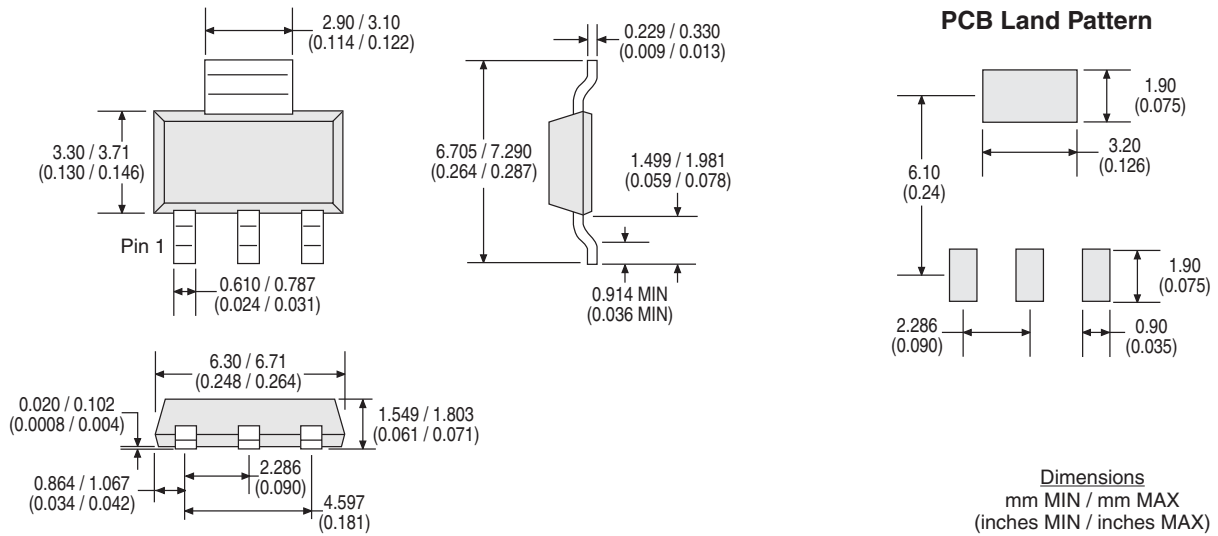 2.90 / 3.10
(0.114 / 0.122)
3.30 / 3.71
(0.130 / 0.146)
Pin 1
0.610 / 0.787
(0.024 / 0.031)
0.229 / 0.330
(0.009 / 0.013)
6.705 / 7.290
(0.264 / 0.287)
1.499 / 1.981
(0.059 / 0.078)
0.914 MIN
(0.036 MIN)
PCB Land Pattern
1.90
(0.075)
3.20
(0.126)
6.10
(0.24)
1.90
(0.075)
2.286
(0.090)
0.90
(0.035)
6.30 / 6.71
(0.248 / 0.264)
0.020 / 0.102
(0.0008 / 0.004)
1.549 / 1.803
(0.061 / 0.071)
0.864 / 1.067
(0.034 / 0.042)
2.286
(0.090)
4.597
(0.181)
Dimensions
mm MIN / mm MAX
(inches MIN / inches MAX)